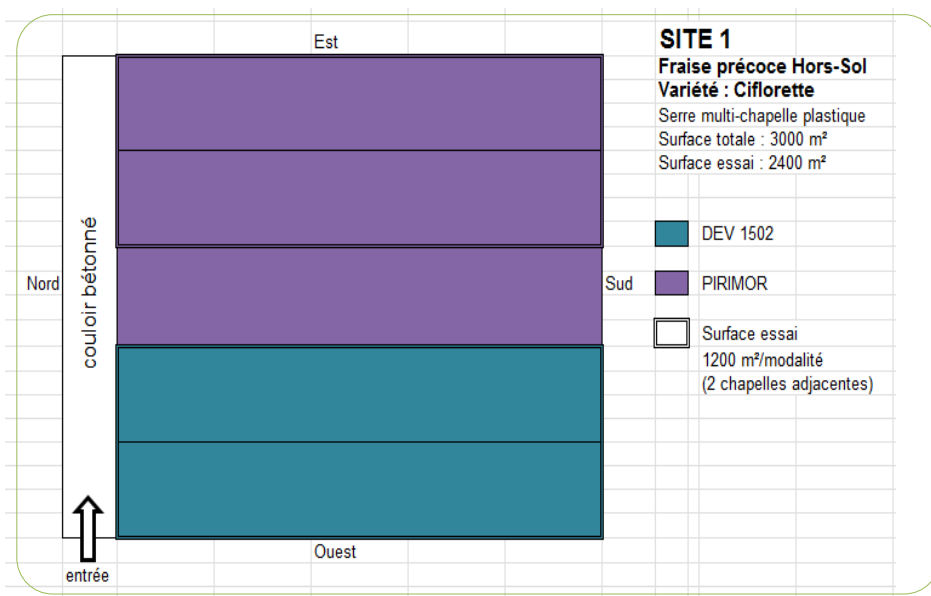 Est
SITE 1
Fraise précoce Hors-Sol
Variété : Ciflorette
Serre multi-chapelle plastique
Surface totale : 3000 m²
Surface essai : 2400 m²
couloir bétonné
DEV 1502
Nord
Sud
PIRIMOR
Surface essai
1200 m²/modalité
(2 chapelles adjacentes)
Ouest
entrée